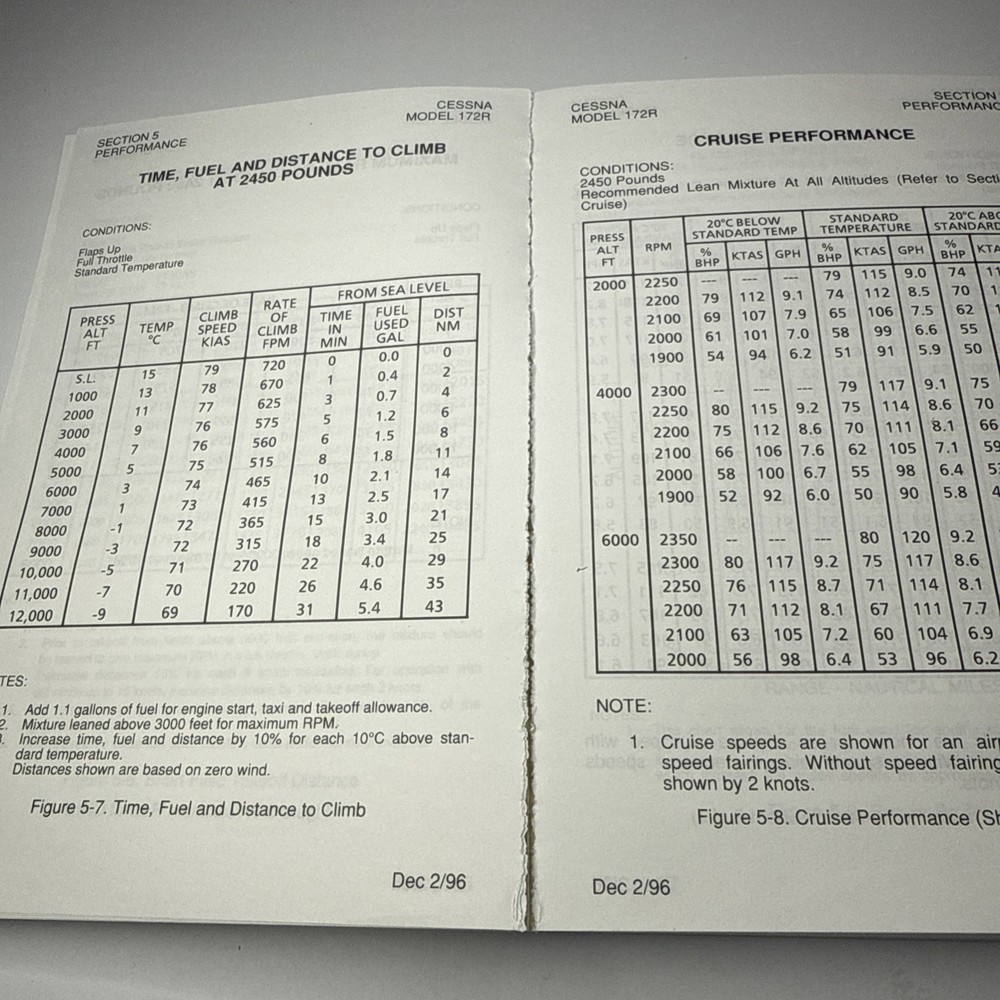 SECTION 5
PERFORMANCE
CESSNA
MODEL 172R
TIME, FUEL AND DISTANCE TO CLIMB
AT 2450 POUNDS
CONDITIONS:
Flaps Up
Full Throttle
Standard Temperature
PRESS ALT FT TEMP °C CLIMB SPEED KIAS RATE OF CLIMB FPM FROM SEA LEVEL
TIME IN MIN FUEL USED GAL DIST NM
S.L. 15 79 720 0 0.0 0
1000 13 78 670 1 0.4 2
2000 11 77 625 3 0.7 4
3000 9 76 575 5 1.2 6
4000 7 76 560 6 1.5 8
5000 5 75 515 8 1.8 11
6000 3 74 465 10 2.1 14
7000 1 73 415 13 2.5 17
8000 -1 72 365 15 3.0 21
9000 -3 72 315 18 3.4 25
10,000 -5 71 270 22 4.0 29
11,000 -7 70 220 26 4.6 35
12,000 -9 69 170 31 5.4 43
TES:
1. Add 1.1 gallons of fuel for engine start, taxi and takeoff allowance.
2. Mixture leaned above 3000 feet for maximum RPM.
. Increase time, fuel and distance by 10% for each 10°C above stan-
dard temperature.
Distances shown are based on zero wind.
Figure 5-7. Time, Fuel and Distance to Climb
Dec 2/96
CESSNA
MODEL 172R
SECTION
PERFORMANC
CRUISE PERFORMANCE
CONDITIONS:
2450 Pounds
Recommended Lean Mixture At All Altitudes (Refer to Secti
Cruise)
PRESS ALT FT RPM 20°C BELOW STANDARD TEMP STANDARD TEMPERATURE 20°C ABO STANDARD
% BHP KTAS GPH % BHP KTAS GPH % BHP KTA
2000 2250 --- --- --- 79 115 9.0 74 11
2200 79 112 9.1 74 112 8.5 70 1
2100 69 107 7.9 65 106 7.5 62 1
2000 61 101 7.0 58 99 6.6 55
1900 54 94 6.2 51 91 5.9 50
4000 2300 -- --- --- 79 117 9.1 75
2250 80 115 9.2 75 114 8.6 70
2200 75 112 8.6 70 111 8.1 66
2100 66 106 7.6 62 105 7.1 59
2000 58 100 6.7 55 98 6.4 5
1900 52 92 6.0 50 90 5.8 4
6000 2350 -- --- --- 80 120 9.2
2300 80 117 9.2 75 117 8.6
2250 76 115 8.7 71 114 8.1
2200 71 112 8.1 67 111 7.7
2100 63 105 7.2 60 104 6.9
2000 56 98 6.4 53 96 6.2
NOTE:
1. Cruise speeds are shown for an air
speed fairings. Without speed fairing
shown by 2 knots.
Figure 5-8. Cruise Performance (Sh
Dec 2/96